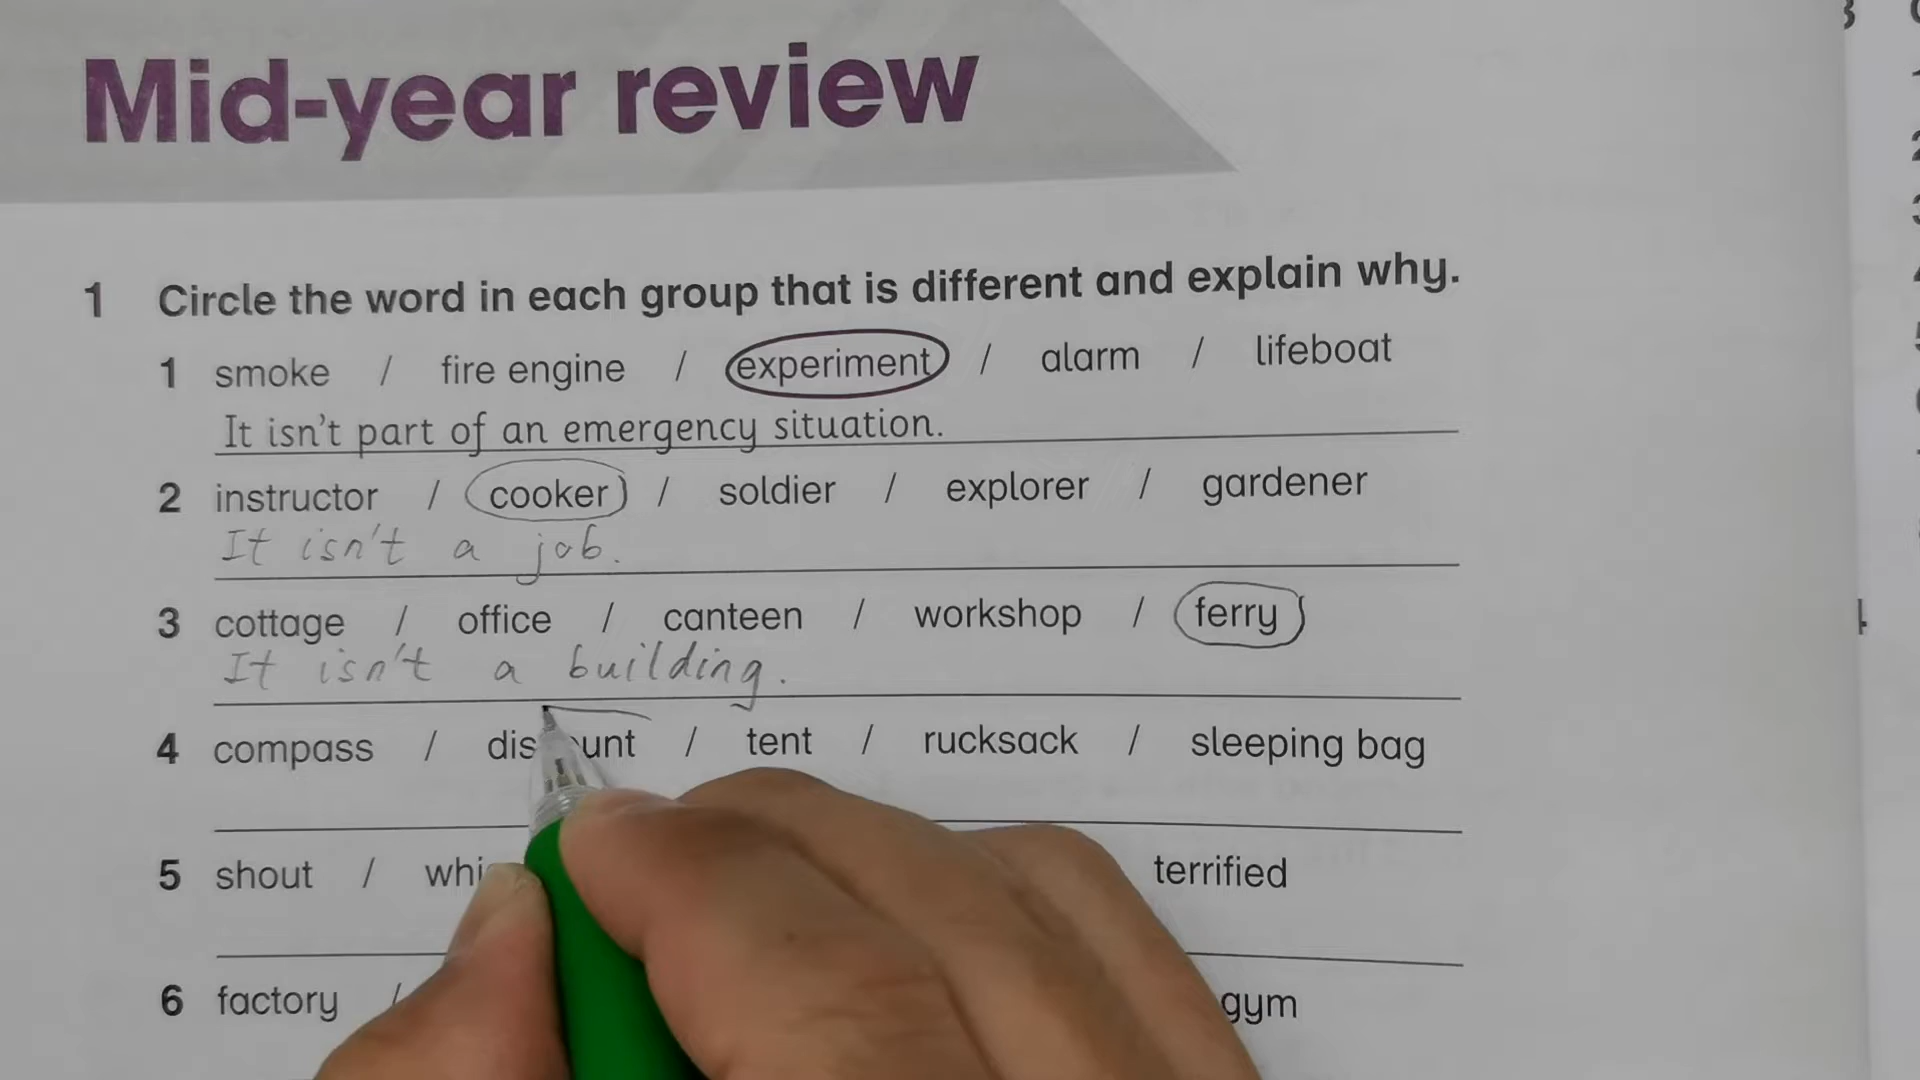 Mid-year review
1 Circle the word in each group that is different and explain why.
1 smoke / fire engine / experiment / alarm / lifeboat
It isn't part of an emergency situation.
2 instructor / cooker / soldier / explorer / gardener
It isn't a job.
3 cottage / office / canteen / workshop / ferry
It isn't a building.
4 compass / / tent / rucksack / sleeping bag
5 shout / terrified
6 factory / gym